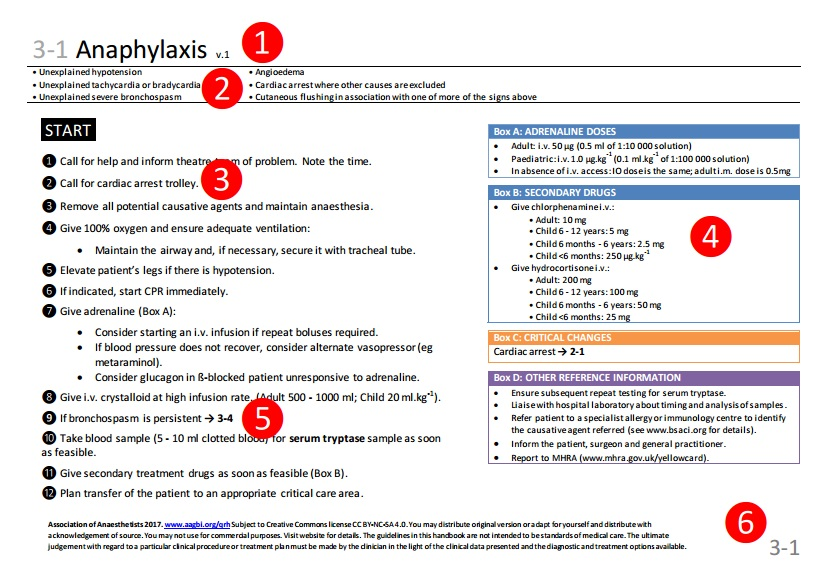 3-1 Anaphylaxis v.1
1
• Unexplained hypotension
• Unexplained tachycardia or bradycardia
• Unexplained severe bronchospasm
2
• Angioedema
• Cardiac arrest where other causes are excluded
• Cutaneous flushing in association with one of more of the signs above
START
❶ Call for help and inform theatre team of problem. Note the time.
❷ Call for cardiac arrest trolley.
3
❸ Remove all potential causative agents and maintain anaesthesia.
❹ Give 100% oxygen and ensure adequate ventilation:
• Maintain the airway and, if necessary, secure it with tracheal tube.
❺ Elevate patient’s legs if there is hypotension.
❻ If indicated, start CPR immediately.
❼ Give adrenaline (Box A):
• Consider starting an i.v. infusion if repeat boluses required.
• If blood pressure does not recover, consider alternate vasopressor (eg
metaraminol).
• Consider glucagon in ß-blocked patient unresponsive to adrenaline.
❽ Give i.v. crystalloid at high infusion rate. (Adult 500 - 1000 ml; Child 20 ml.kg⁻¹).
❾ If bronchospasm is persistent → 3-4
5
❿ Take blood sample (5 - 10 ml clotted blood) for serum tryptase sample as soon
as feasible.
⓫ Give secondary treatment drugs as soon as feasible (Box B).
⓬ Plan transfer of the patient to an appropriate critical care area.
Box A: ADRENALINE DOSES
• Adult: i.v. 50 µg (0.5 ml of 1:10 000 solution)
• Paediatric: i.v. 1.0 µg.kg⁻¹ (0.1 ml.kg⁻¹ of 1:100 000 solution)
• In absence of i.v. access: IO dose is the same; adult i.m. dose is 0.5mg
Box B: SECONDARY DRUGS
• Give chlorphenamine i.v.:
• Adult: 10 mg
• Child 6 - 12 years: 5 mg
• Child 6 months - 6 years: 2.5 mg
• Child <6 months: 250 µg.kg⁻¹
4
• Give hydrocortisone i.v.:
• Adult: 200 mg
• Child 6 - 12 years: 100 mg
• Child 6 months - 6 years: 50 mg
• Child <6 months: 25 mg
Box C: CRITICAL CHANGES
Cardiac arrest → 2-1
Box D: OTHER REFERENCE INFORMATION
• Ensure subsequent repeat testing for serum tryptase.
• Liaise with hospital laboratory about timing and analysis of samples.
• Refer patient to a specialist allergy or immunology centre to identify
the causative agent referred (see www.bsaci.org for details).
• Inform the patient, surgeon and general practitioner.
• Report to MHRA (www.mhra.gov.uk/yellowcard).
Association of Anaesthetists 2017. www.aagbi.org/qrh Subject to Creative Commons license CC BY-NC-SA 4.0. You may distribute original version or adapt for yourself and distribute with
acknowledgement of source. You may not use for commercial purposes. Visit website for details. The guidelines in this handbook are not intended to be standards of medical care. The ultimate
judgement with regard to a particular clinical procedure or treatment plan must be made by the clinician in the light of the clinical data presented and the diagnostic and treatment options available.
6
3-1